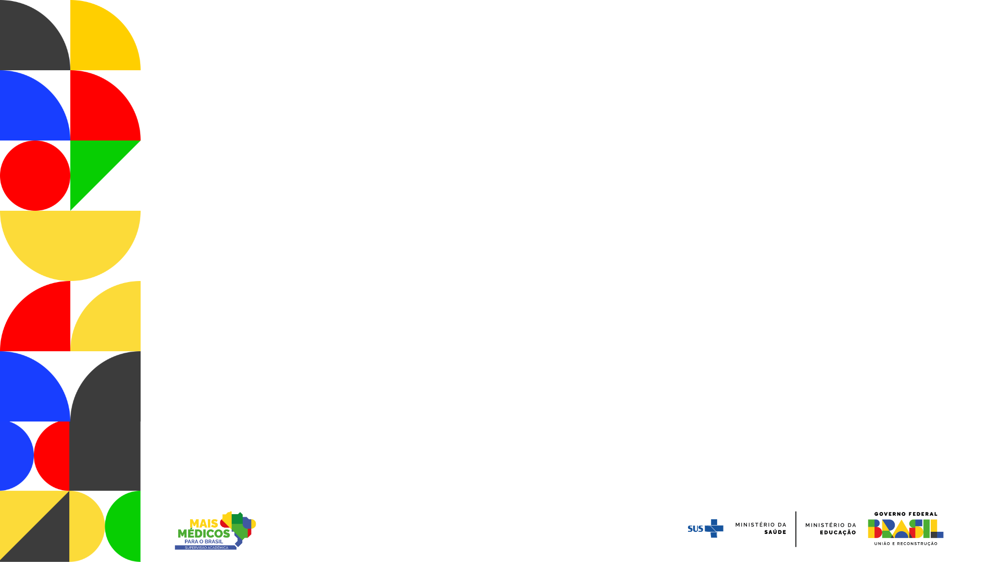 MAIS
MÉDICOS
PARA O BRASIL
SUPERVISÃO ACADÊMICA
SUS
MINISTÉRIO DA
SAÚDE
MINISTÉRIO DA
EDUCAÇÃO
GOVERNO FEDERAL
BRASIL
UNIÃO E RECONSTRUÇÃO